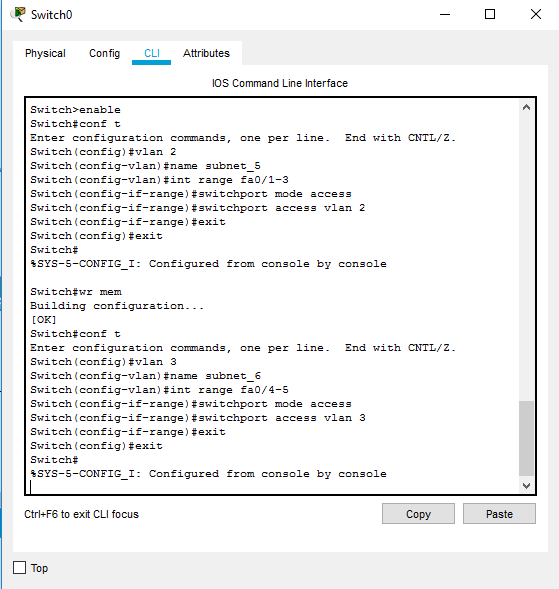 Switch0
Physical Config CLI Attributes
IOS Command Line Interface
Switch>enable
Switch#conf t
Enter configuration commands, one per line.  End with CNTL/Z.
Switch(config)#vlan 2
Switch(config-vlan)#name subnet_5
Switch(config-vlan)#int range fa0/1-3
Switch(config-if-range)#switchport mode access
Switch(config-if-range)#switchport access vlan 2
Switch(config-if-range)#exit
Switch(config)#exit
Switch#
%SYS-5-CONFIG_I: Configured from console by console
Switch#wr mem
Building configuration...
[OK]
Switch#conf t
Enter configuration commands, one per line.  End with CNTL/Z.
Switch(config)#vlan 3
Switch(config-vlan)#name subnet_6
Switch(config-vlan)#int range fa0/4-5
Switch(config-if-range)#switchport mode access
Switch(config-if-range)#switchport access vlan 3
Switch(config-if-range)#exit
Switch(config)#exit
Switch#
%SYS-5-CONFIG_I: Configured from console by console
Ctrl+F6 to exit CLI focus
Copy Paste
Top